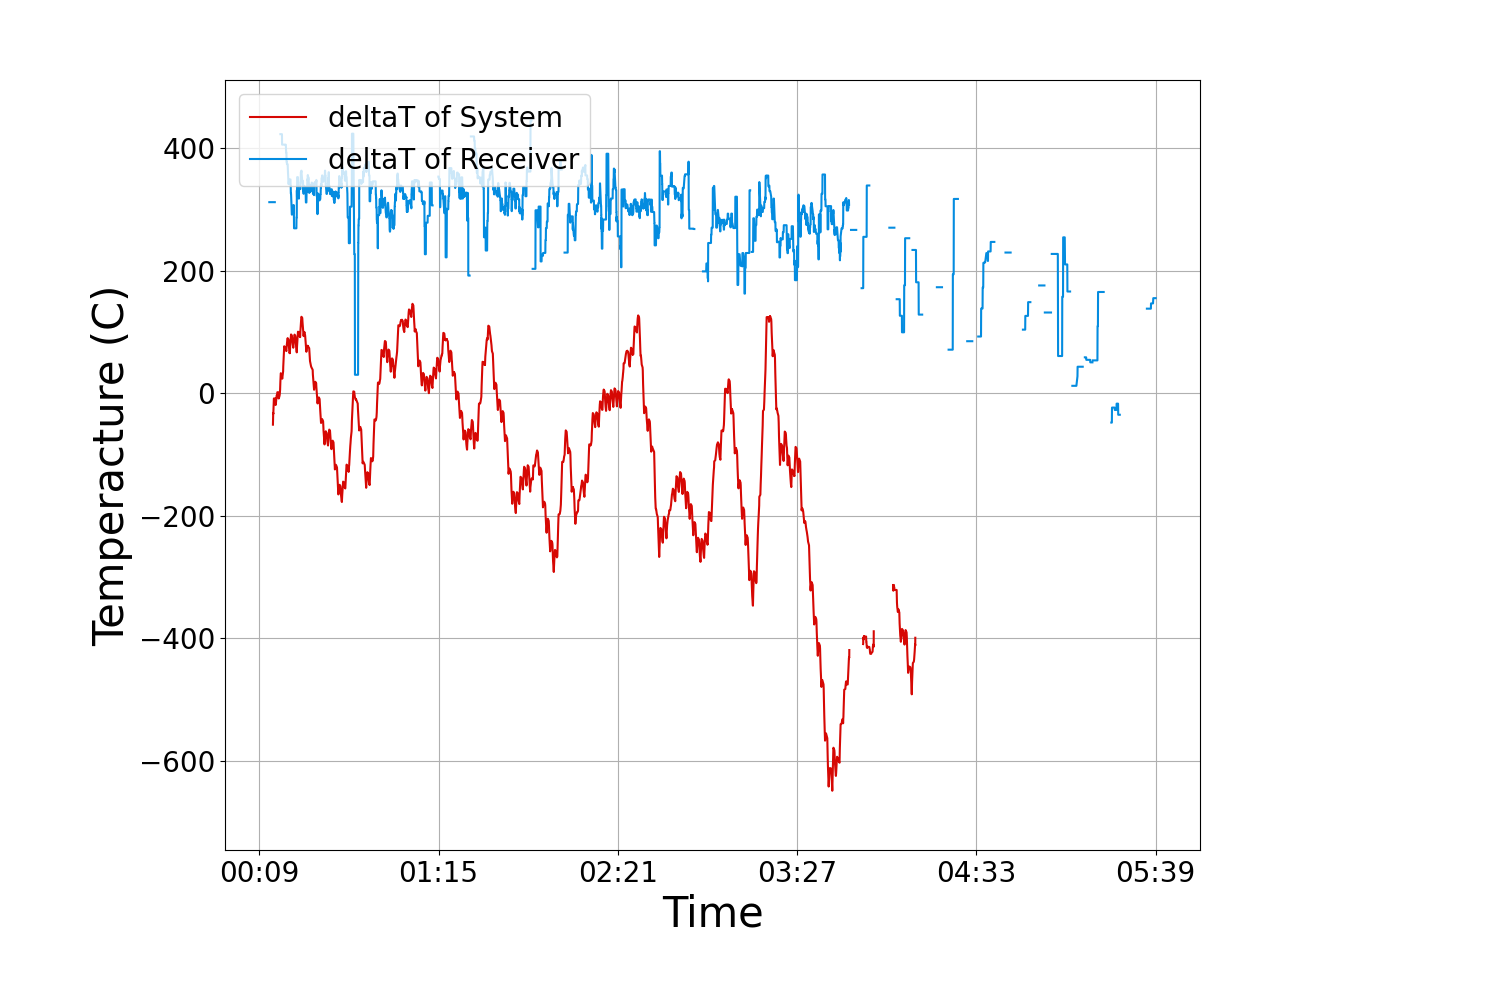 deltaT of System
deltaT of Receiver
400
200
0
−200
−400
−600
Temperacture (C)
00:09 01:15 02:21 03:27 04:33 05:39
Time